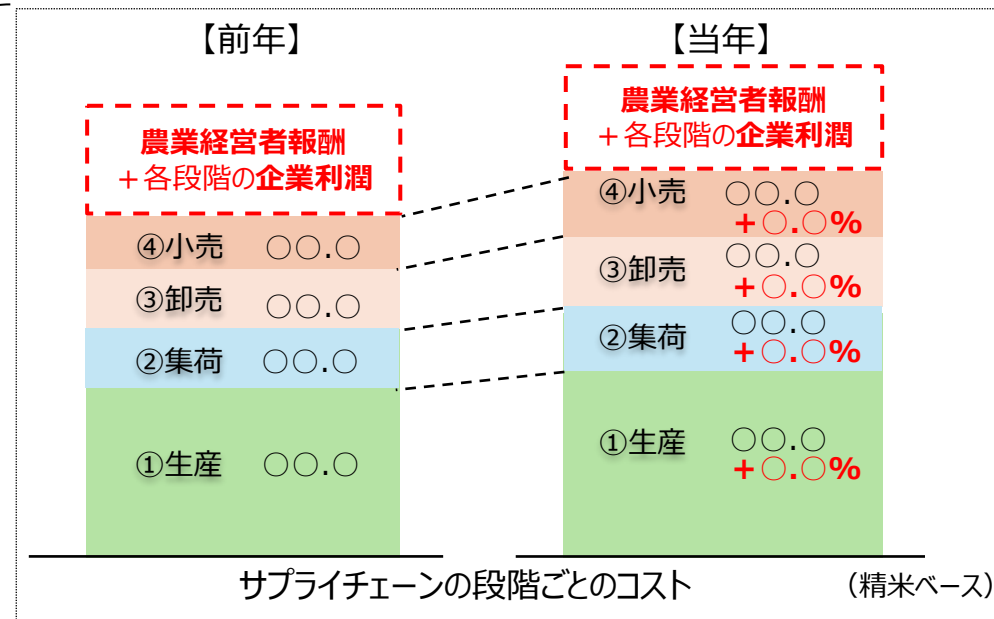 【前年】
農業経営者報酬
＋各段階の企業利潤
④小売 ○○.○
③卸売 ○○.○
②集荷 ○○.○
①生産 ○○.○
【当年】
農業経営者報酬
＋各段階の企業利潤
④小売 ○○.○
＋○.○%
③卸売 ○○.○
＋○.○%
②集荷 ○○.○
＋○.○%
①生産 ○○.○
＋○.○%
サプライチェーンの段階ごとのコスト
（精米ベース）